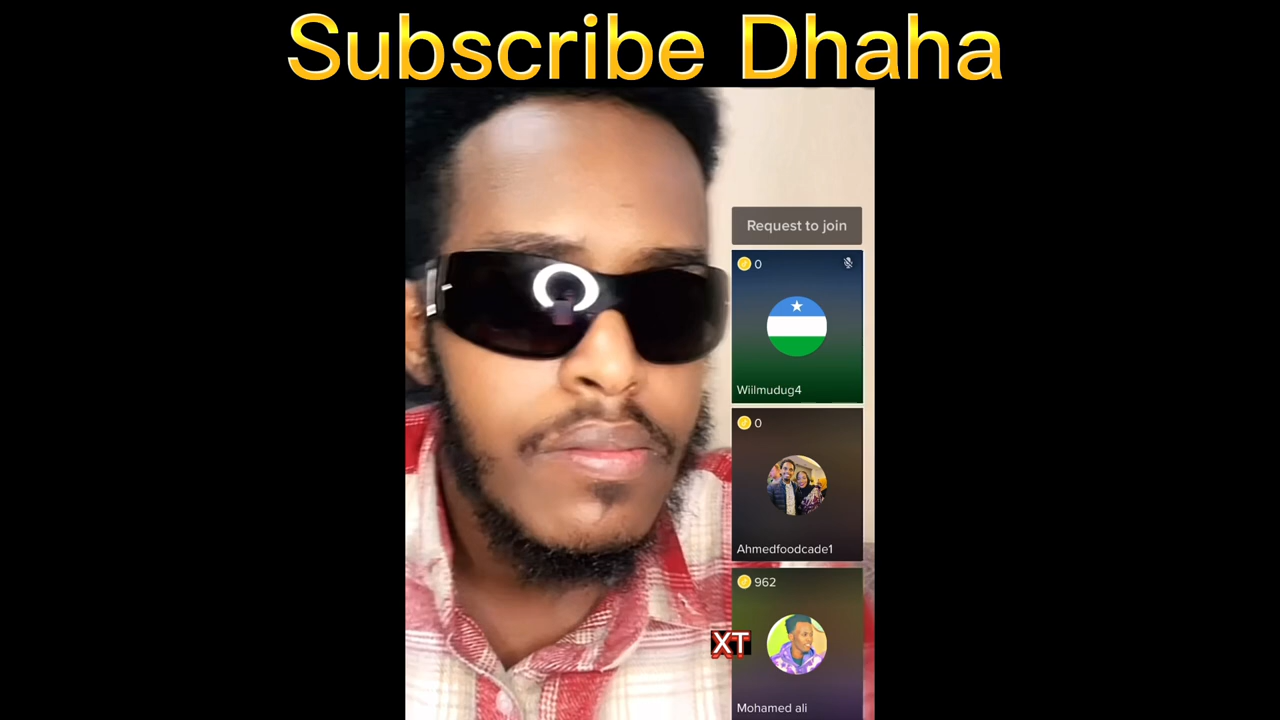 Subscribe Dhaha
Request to join
0
Wiilmudug4
0
Ahmedfoodcade1
962
XT
Mohamed ali